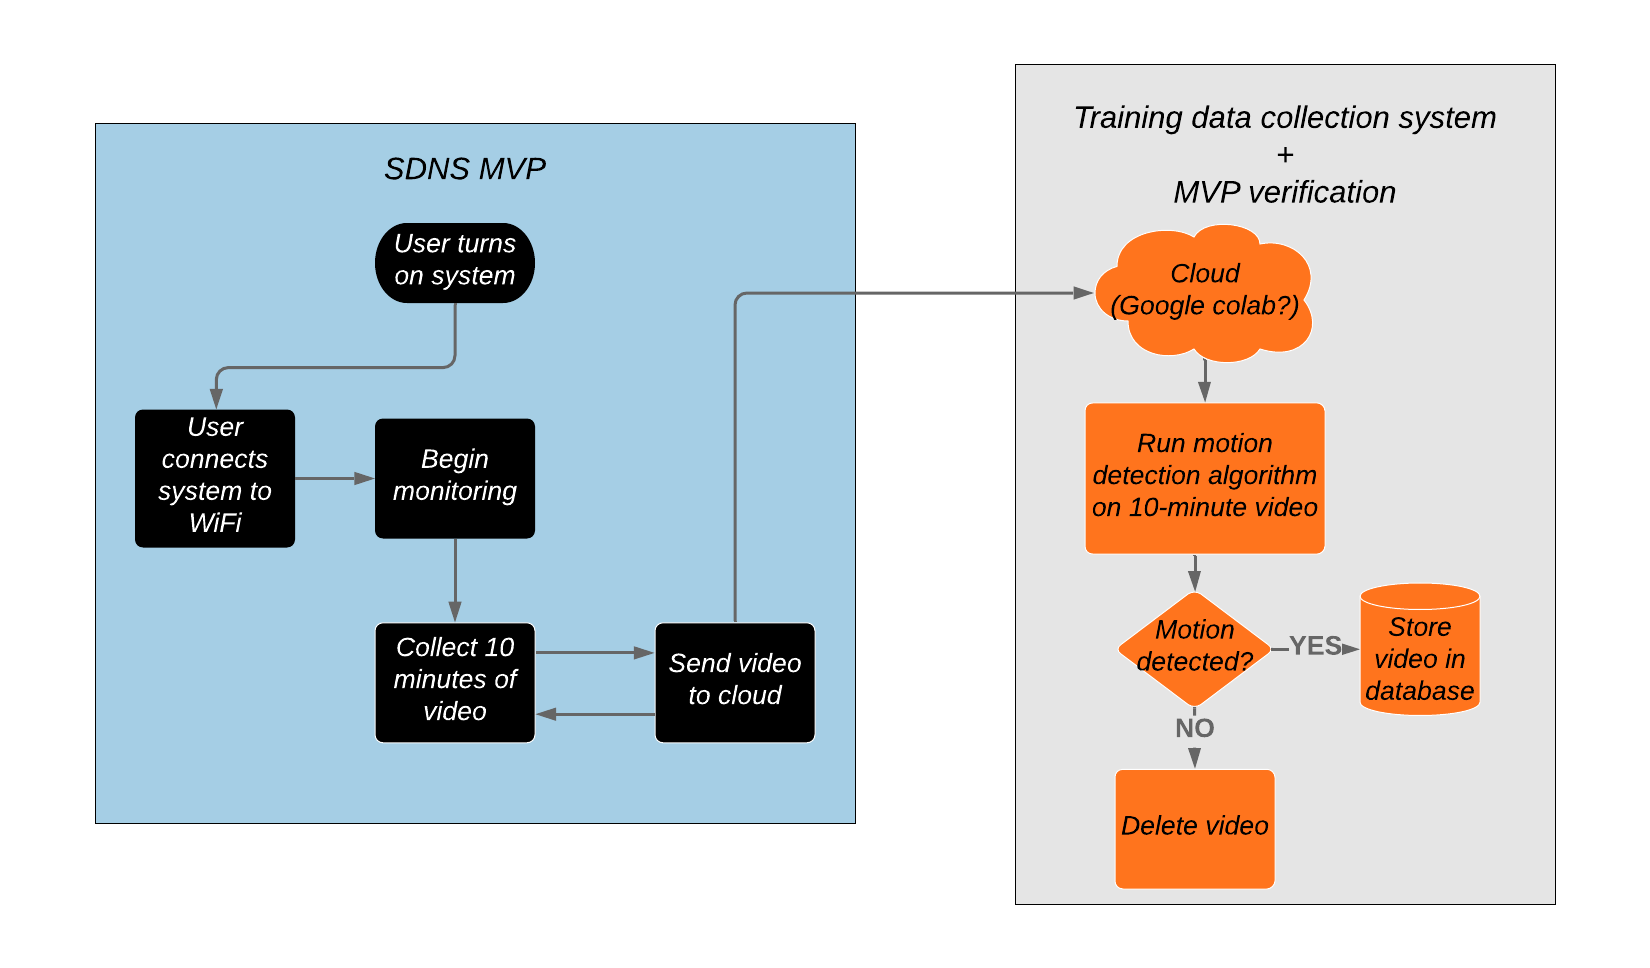 SDNS MVP
User turns
on system
User
connects
system to
WiFi
Begin
monitoring
Collect 10
minutes of
video
Send video
to cloud
Training data collection system
+
MVP verification
Cloud
(Google colab?)
Run motion
detection algorithm
on 10-minute video
Motion
detected?
YES
Store
video in
database
NO
Delete video